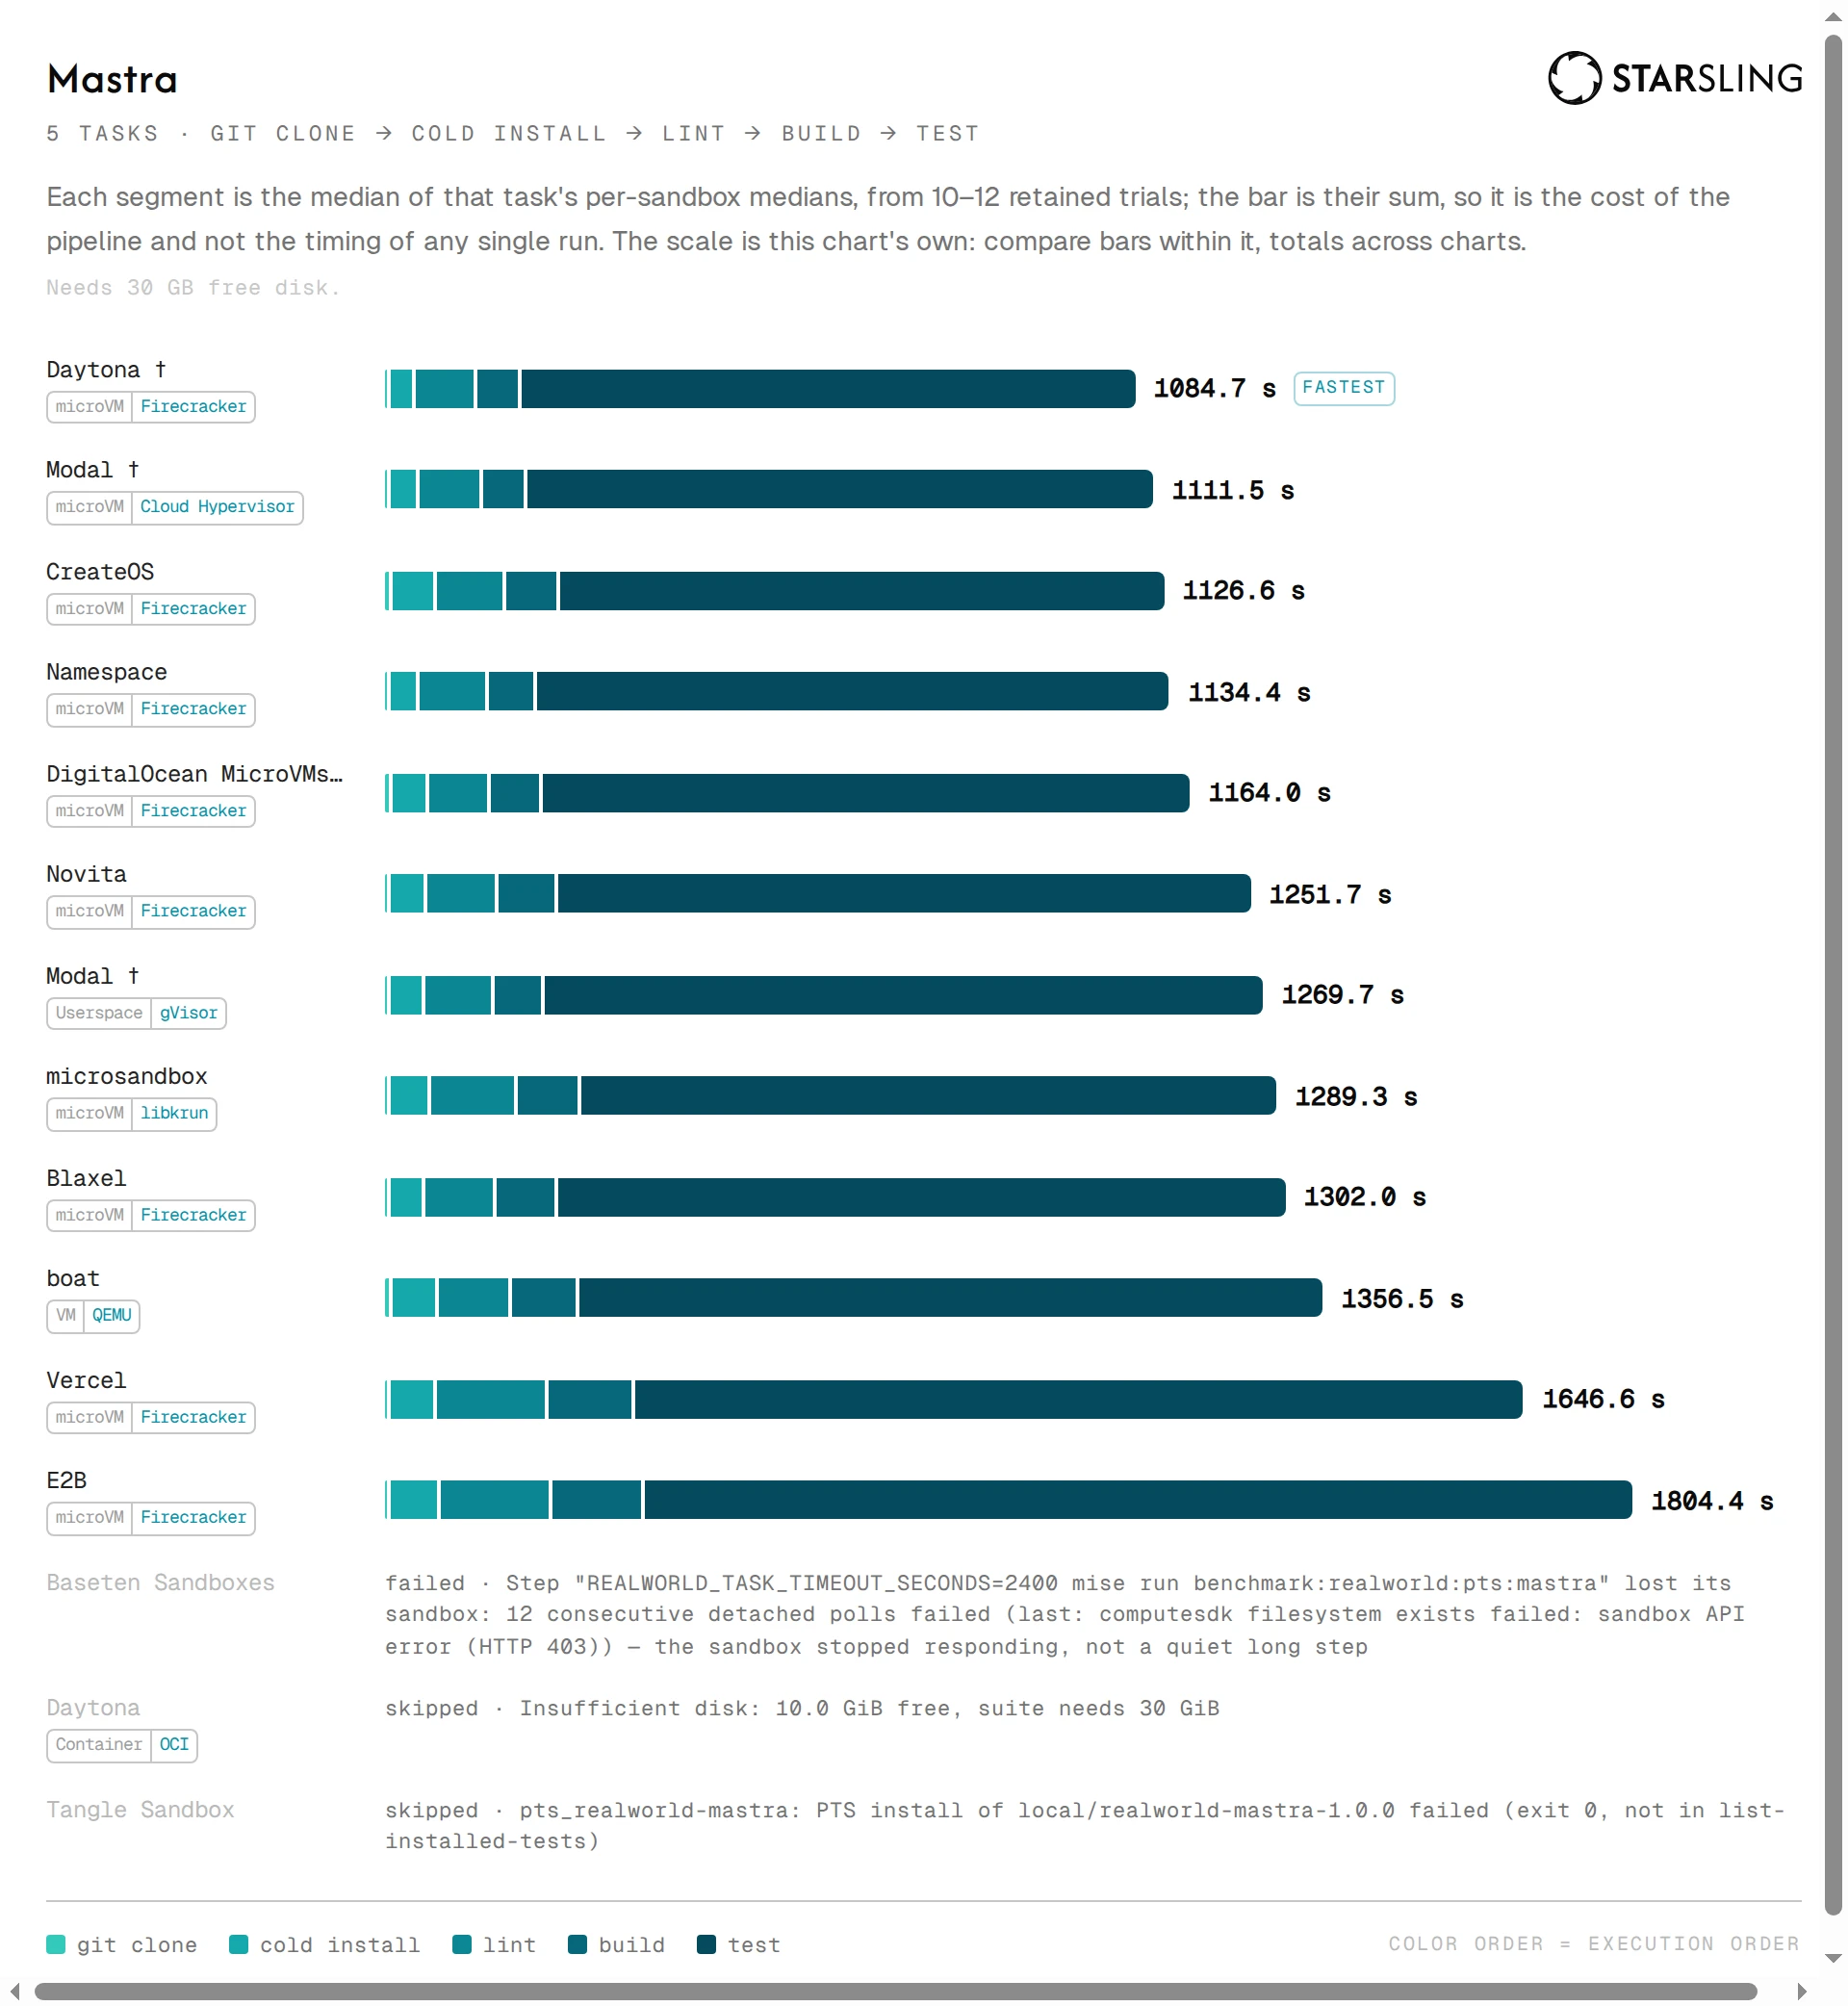 Mastra
STARSLING
5 TASKS · GIT CLONE → COLD INSTALL → LINT → BUILD → TEST
Each segment is the median of that task's per-sandbox medians, from 10–12 retained trials; the bar is their sum, so it is the cost of the
pipeline and not the timing of any single run. The scale is this chart's own: compare bars within it, totals across charts.
Needs 30 GB free disk.
Daytona †
microVM Firecracker
1084.7 s FASTEST
Modal †
microVM Cloud Hypervisor
1111.5 s
CreateOS
microVM Firecracker
1126.6 s
Namespace
microVM Firecracker
1134.4 s
DigitalOcean MicroVMs…
microVM Firecracker
1164.0 s
Novita
microVM Firecracker
1251.7 s
Modal †
Userspace gVisor
1269.7 s
microsandbox
microVM libkrun
1289.3 s
Blaxel
microVM Firecracker
1302.0 s
boat
VM QEMU
1356.5 s
Vercel
microVM Firecracker
1646.6 s
E2B
microVM Firecracker
1804.4 s
Baseten Sandboxes
failed · Step "REALWORLD_TASK_TIMEOUT_SECONDS=2400 mise run benchmark:realworld:pts:mastra" lost its
sandbox: 12 consecutive detached polls failed (last: computesdk filesystem exists failed: sandbox API
error (HTTP 403)) — the sandbox stopped responding, not a quiet long step
Daytona
Container OCI
skipped · Insufficient disk: 10.0 GiB free, suite needs 30 GiB
Tangle Sandbox
skipped · pts_realworld-mastra: PTS install of local/realworld-mastra-1.0.0 failed (exit 0, not in list-
installed-tests)
git clone cold install lint build test
COLOR ORDER = EXECUTION ORDER